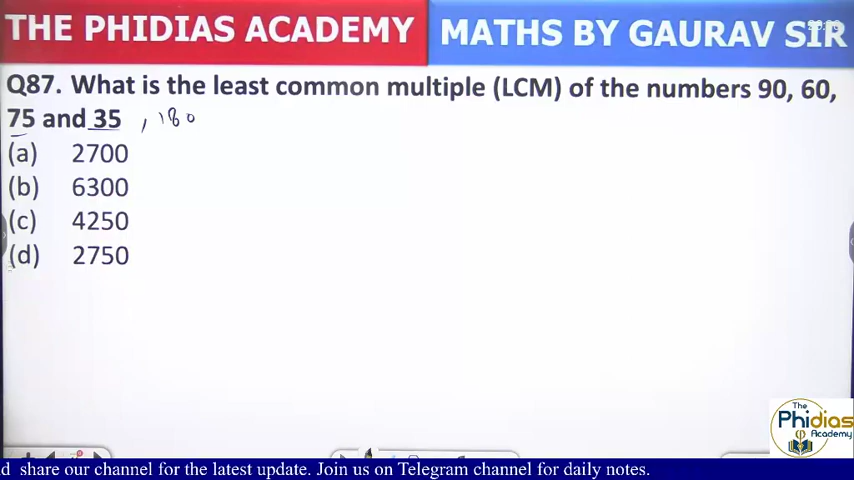 THE PHIDIAS ACADEMY
MATHS BY GAURAV SIR
Q87. What is the least common multiple (LCM) of the numbers 90, 60,
75 and 35 , 180
(a) 2700
(b) 6300
(c) 4250
(d) 2750
The
Phidias
Academy
d share our channel for the latest update. Join us on Telegram channel for daily notes.